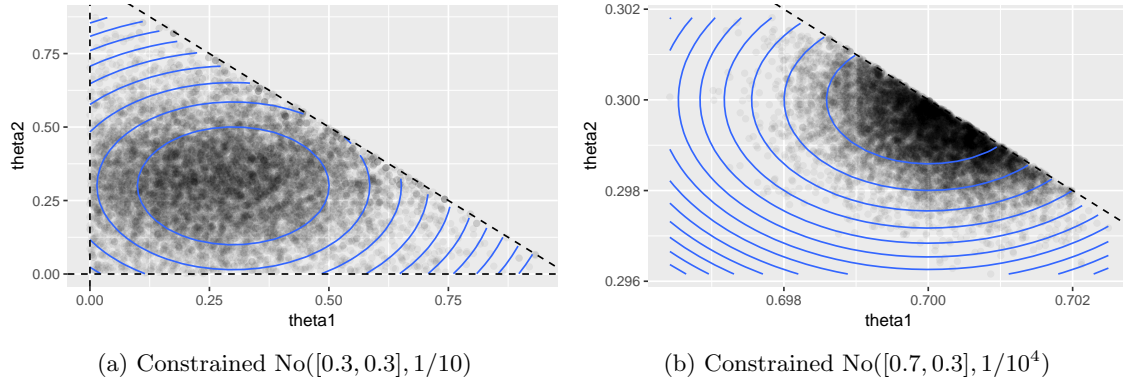 0.75
0.50
0.25
0.00
theta2
0.00
0.25
0.50
0.75
theta1
(a) Constrained No([0.3, 0.3], 1/10)
0.302
0.300
0.298
0.296
theta2
0.698
0.700
0.702
theta1
(b) Constrained No([0.7, 0.3], 1/10⁴)